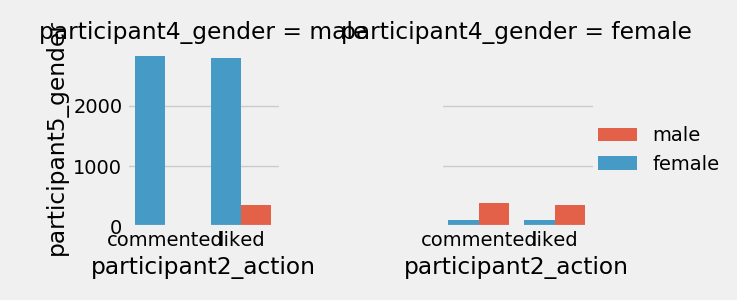 participant4_gender = male
participant4_gender = female
participant5_gender
2000
1000
0
commented
liked
commented
liked
participant2_action
participant2_action
male
female